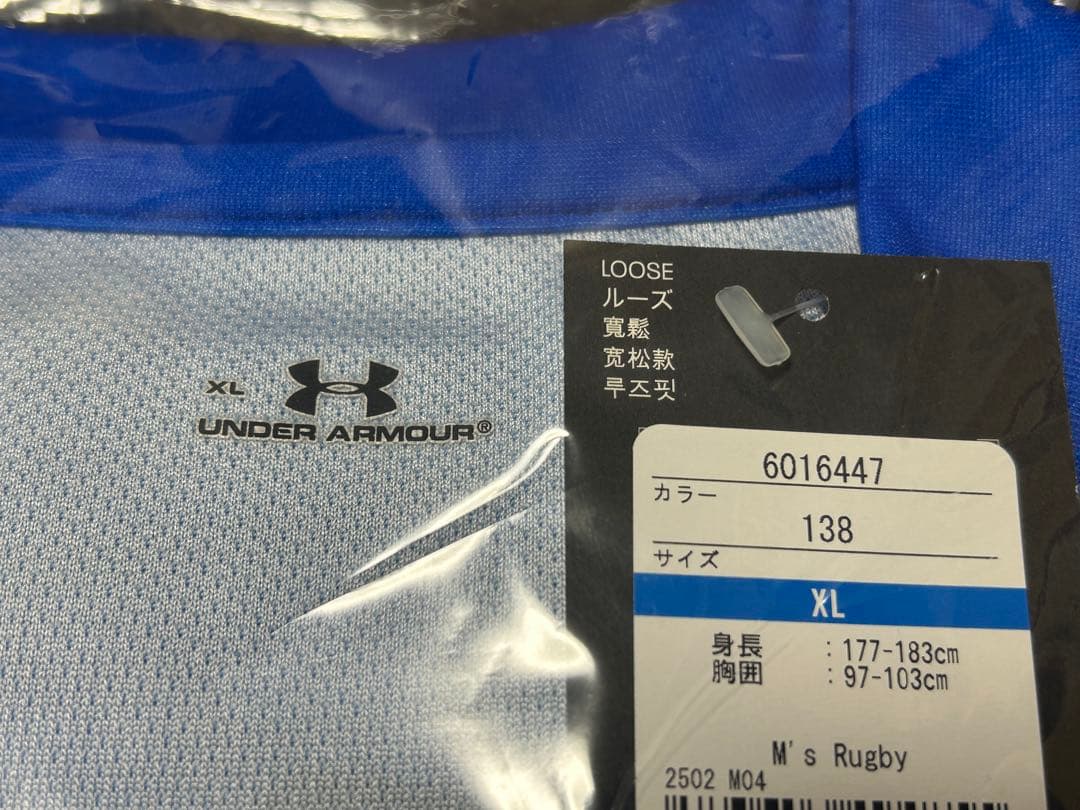 XL
UNDER ARMOUR®
LOOSE
ルーズ
寬鬆
宽松款
루즈핏
6016447
カラー
138
サイズ
XL
身長 : 177-183cm
胸囲 : 97-103cm
M's Rugby
2502 M04